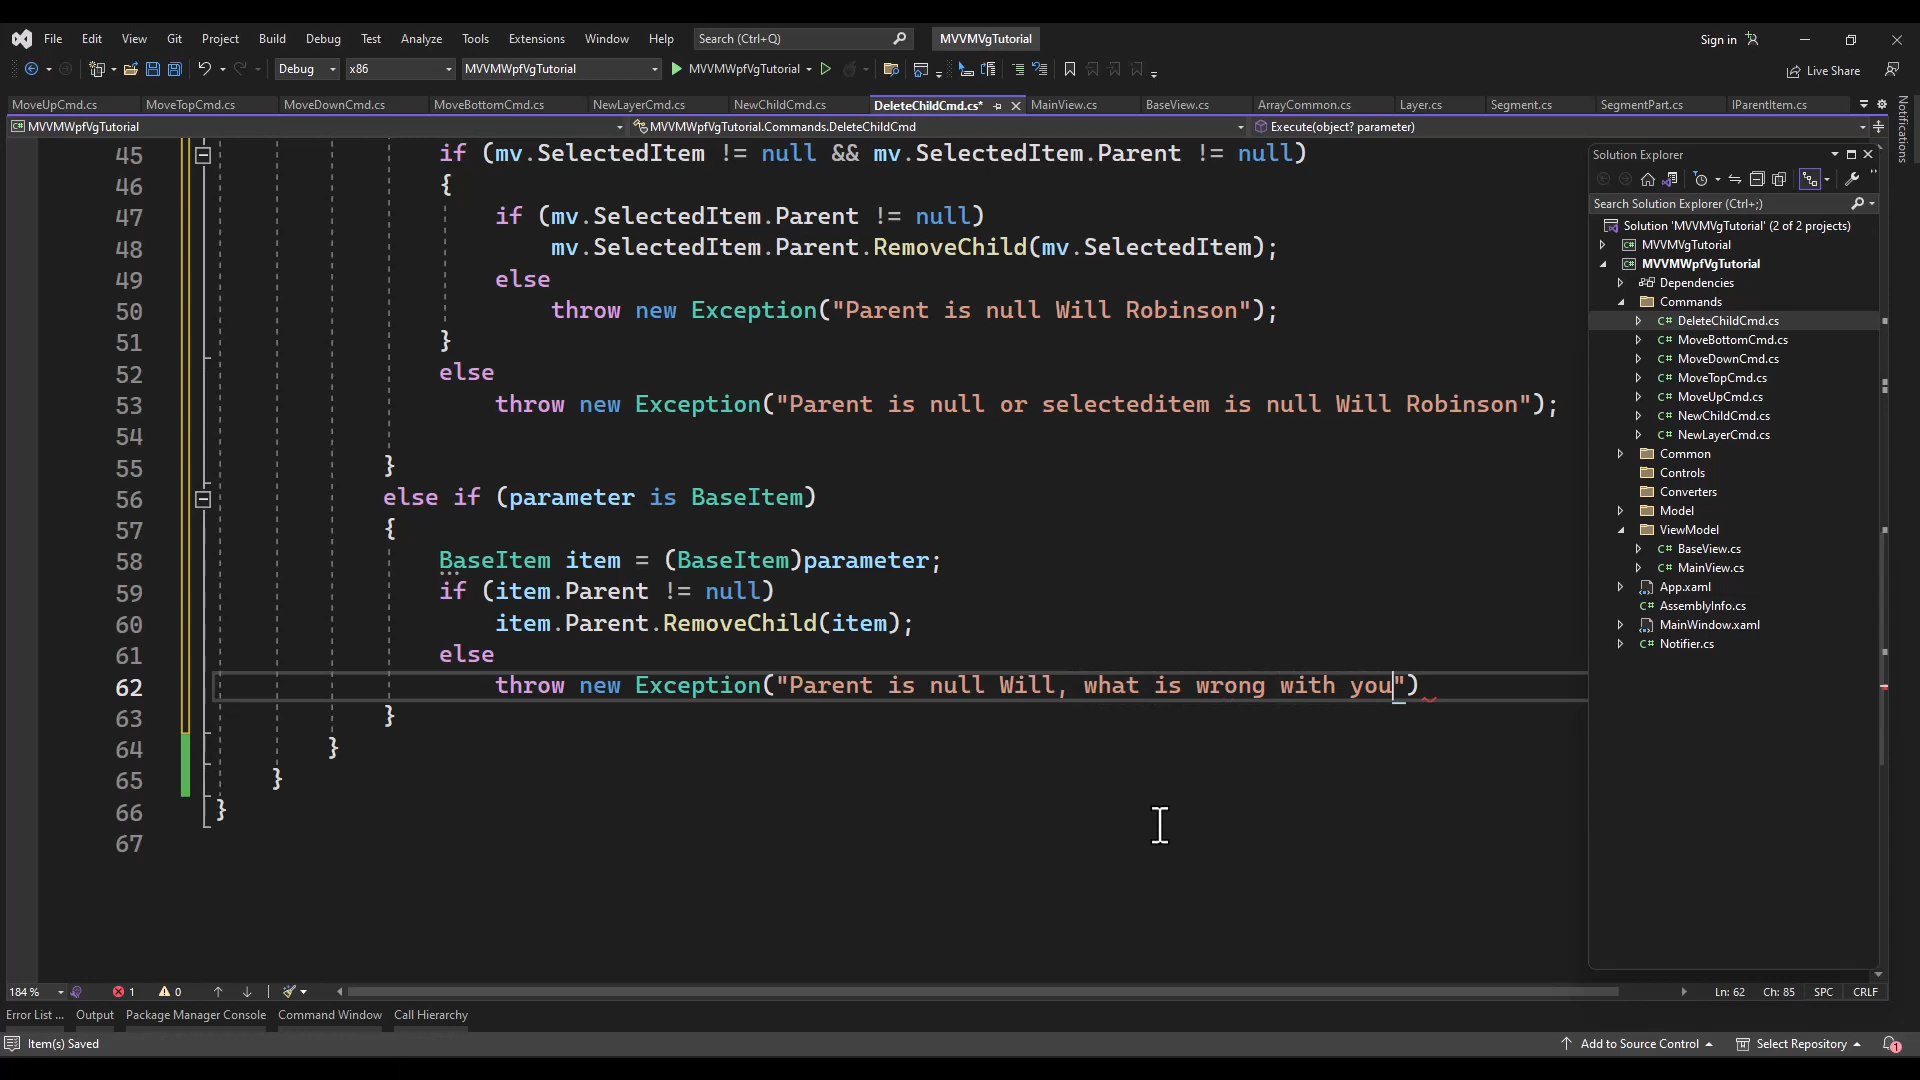 File Edit View Git Project Build Debug Test Analyze Tools Extensions Window Help Search (Ctrl+Q) MVVMVgTutorial Sign in
Debug x86 MVVMWpfVgTutorial MVVMWpfVgTutorial Live Share
MoveUpCmd.cs MoveTopCmd.cs MoveDownCmd.cs MoveBottomCmd.cs NewLayerCmd.cs NewChildCmd.cs DeleteChildCmd.cs* MainView.cs BaseView.cs ArrayCommon.cs Layer.cs Segment.cs SegmentPart.cs IParentItem.cs
MVVMWpfVgTutorial MVVMWpfVgTutorial.Commands.DeleteChildCmd Execute(object? parameter)
45 if (mv.SelectedItem != null && mv.SelectedItem.Parent != null)
46 {
47 if (mv.SelectedItem.Parent != null)
48 mv.SelectedItem.Parent.RemoveChild(mv.SelectedItem);
49 else
50 throw new Exception("Parent is null Will Robinson");
51 }
52 else
53 throw new Exception("Parent is null or selecteditem is null Will Robinson");
54
55 }
56 else if (parameter is BaseItem)
57 {
58 BaseItem item = (BaseItem)parameter;
59 if (item.Parent != null)
60 item.Parent.RemoveChild(item);
61 else
62 throw new Exception("Parent is null Will, what is wrong with you")
63 }
64 }
65 }
66 }
67
Solution Explorer
Search Solution Explorer (Ctrl+;)
Solution 'MVVMVgTutorial' (2 of 2 projects)
MVVMVgTutorial
MVVMWpfVgTutorial
Dependencies
Commands
C# DeleteChildCmd.cs
C# MoveBottomCmd.cs
C# MoveDownCmd.cs
C# MoveTopCmd.cs
C# MoveUpCmd.cs
C# NewChildCmd.cs
C# NewLayerCmd.cs
Common
Controls
Converters
Model
ViewModel
C# BaseView.cs
C# MainView.cs
App.xaml
C# AssemblyInfo.cs
MainWindow.xaml
C# Notifier.cs
Notifications
184 % 1 0 Ln: 62 Ch: 85 SPC CRLF
Error List ... Output Package Manager Console Command Window Call Hierarchy
Item(s) Saved Add to Source Control Select Repository 1